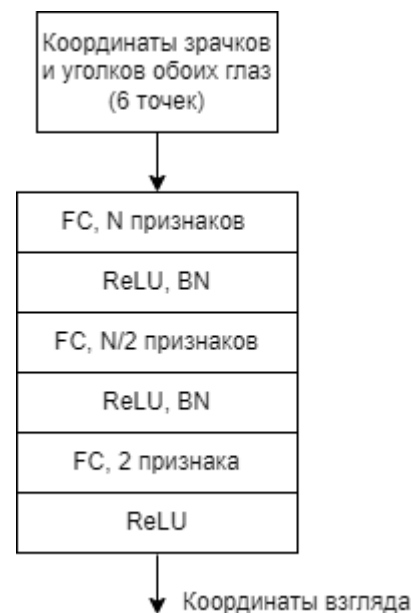 Координаты зрачков
и уголков обоих глаз
(6 точек)
FC, N признаков
ReLU, BN
FC, N/2 признаков
ReLU, BN
FC, 2 признака
ReLU
Координаты взгляда